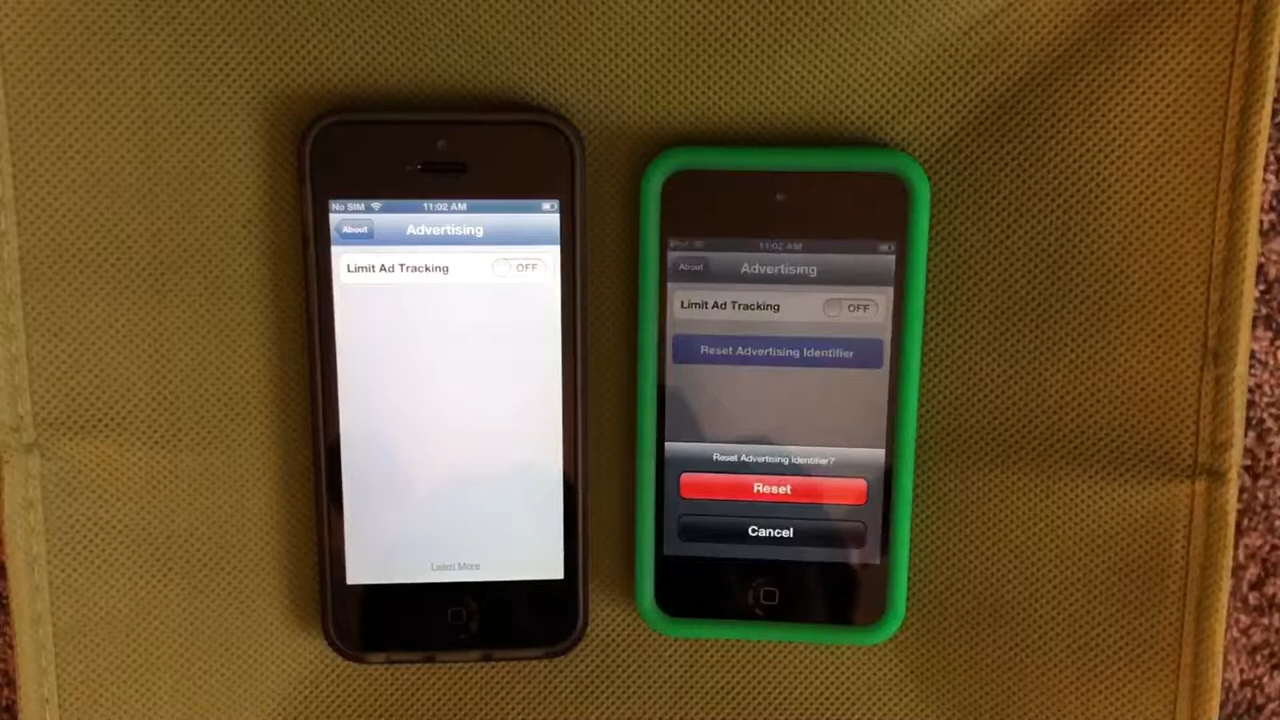 No SIM 11:02 AM
About Advertising
Limit Ad Tracking OFF
Learn More
iPod 11:02 AM
About Advertising
Limit Ad Tracking OFF
Reset Advertising Identifier
Reset Advertising Identifier?
Reset
Cancel